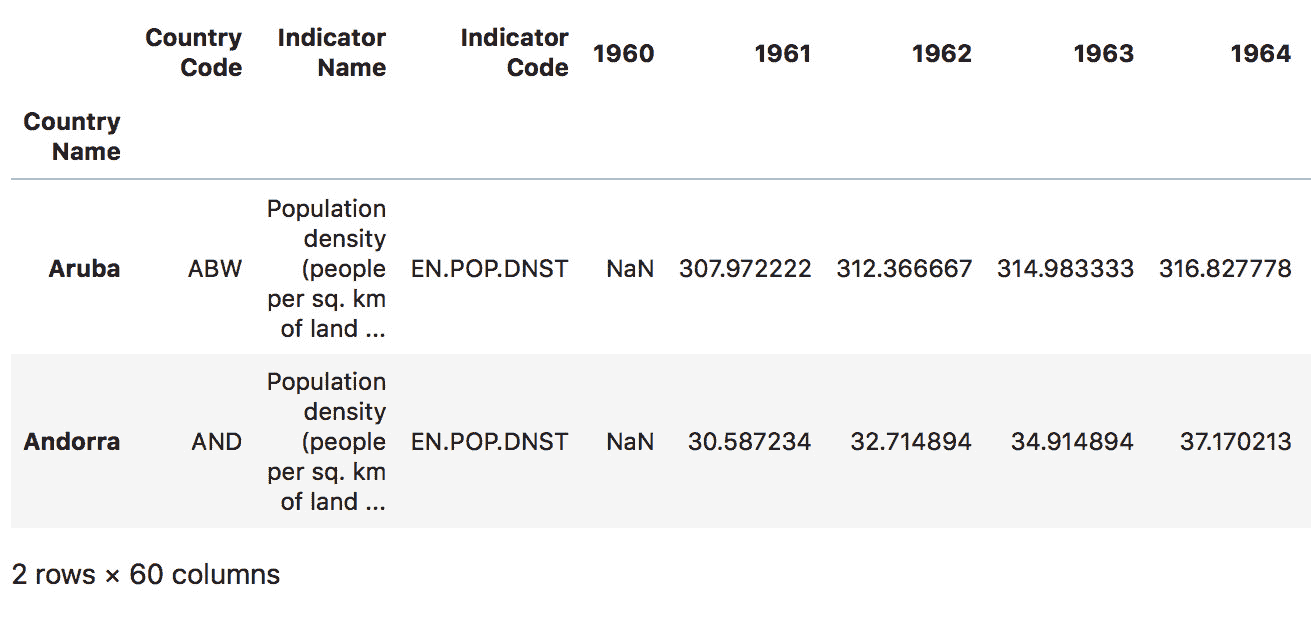 Country Code Indicator Name Indicator Code 1960 1961 1962 1963 1964
Country Name
Aruba ABW Population density (people per sq. km of land ... EN.POP.DNST NaN 307.972222 312.366667 314.983333 316.827778
Andorra AND Population density (people per sq. km of land ... EN.POP.DNST NaN 30.587234 32.714894 34.914894 37.170213
2 rows × 60 columns